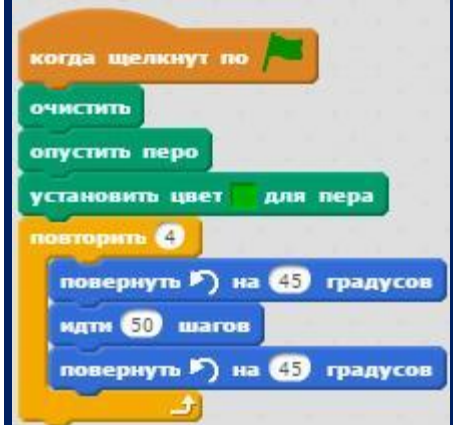 когда щелкнут по
очистить
опустить перо
установить цвет для пера
повторить 4
повернуть на 45 градусов
идти 50 шагов
повернуть на 45 градусов